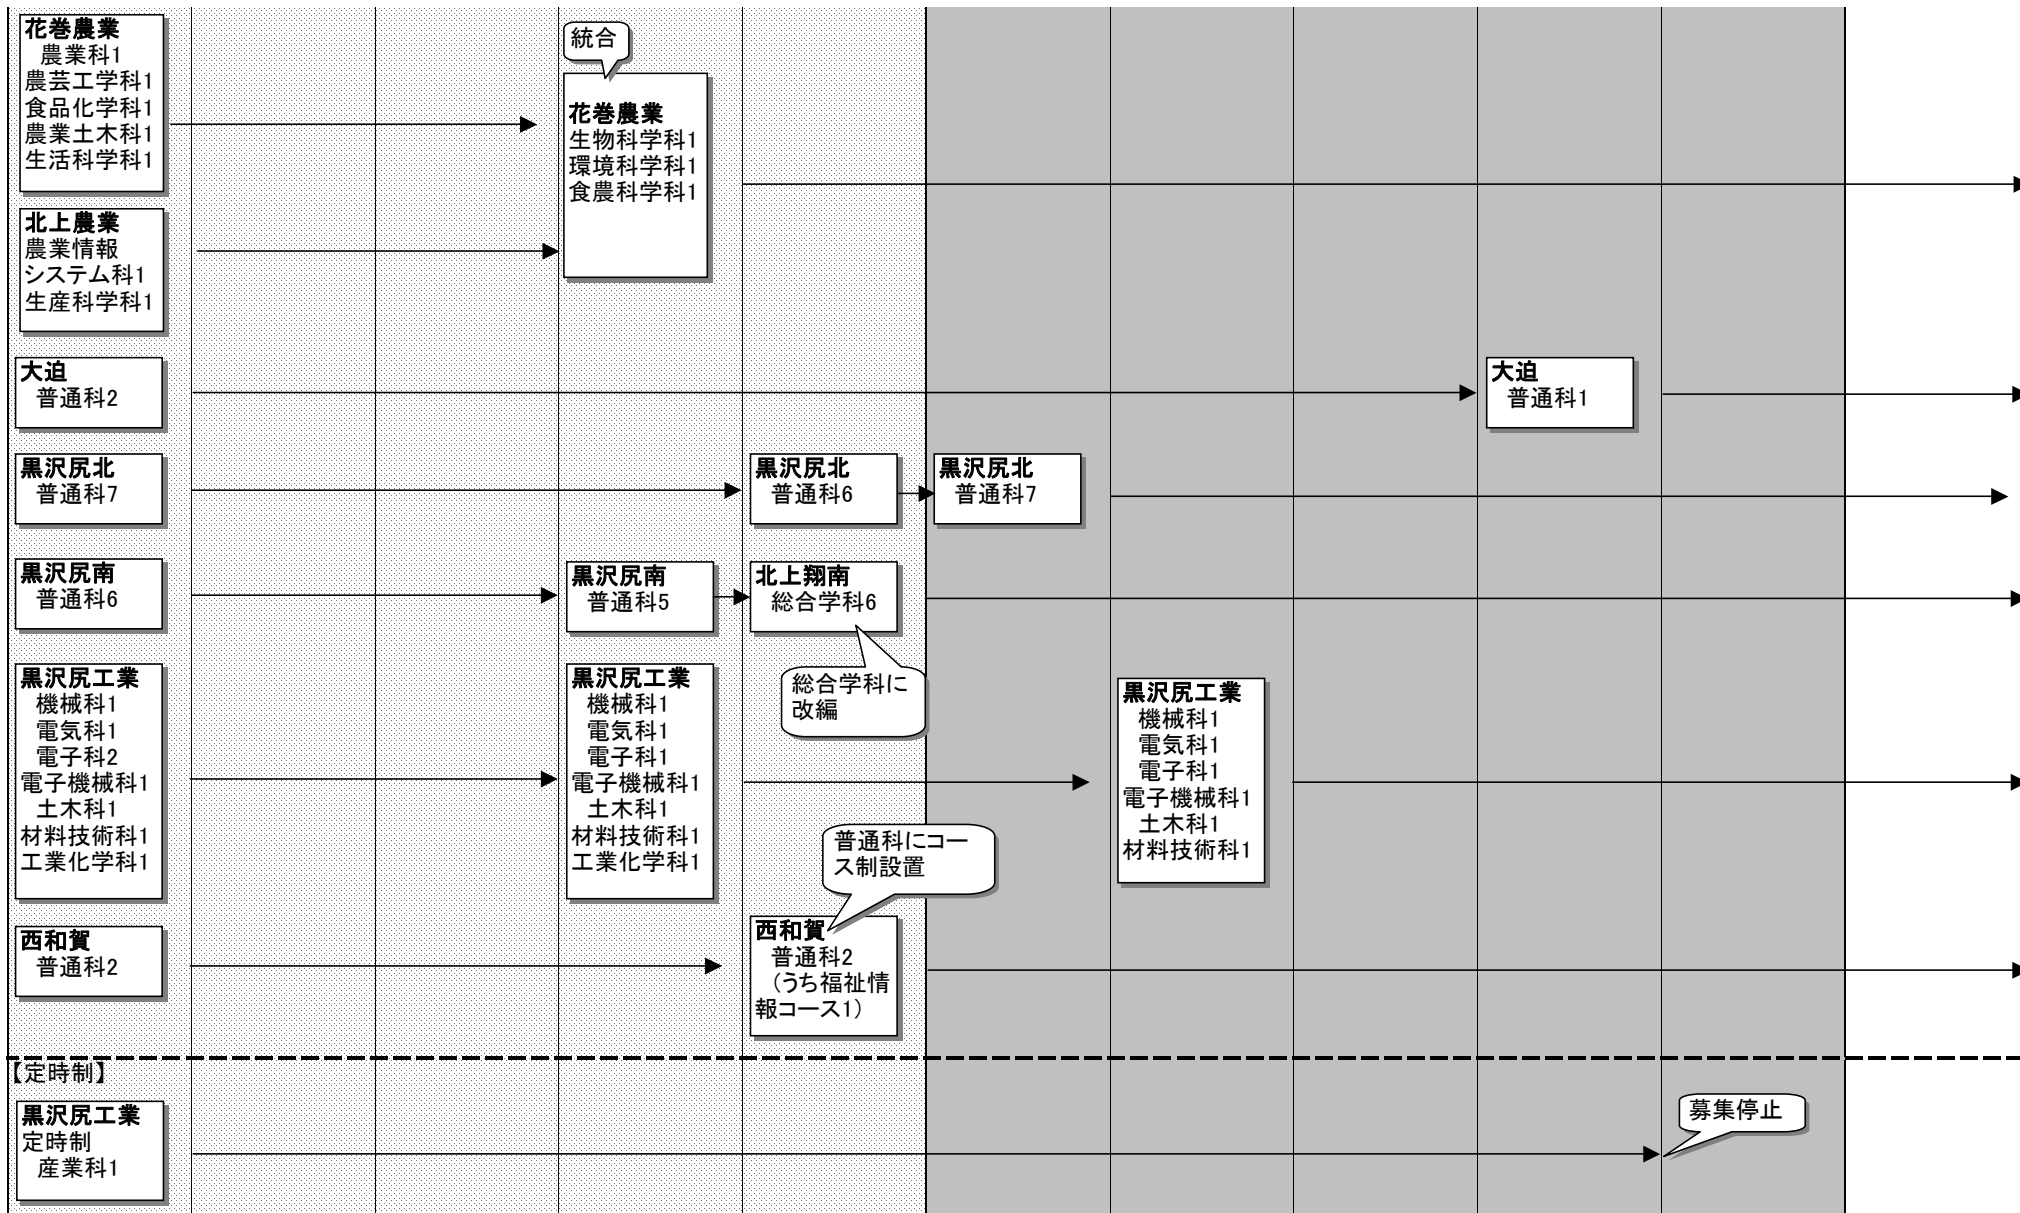 花巻農業
農業科1
農芸工学科1
食品化学科1
農業土木科1
生活科学科1
統合
花巻農業
生物科学科1
環境科学科1
食農科学科1
北上農業
農業情報
システム科1
生産科学科1
大迫
普通科2
大迫
普通科1
黒沢尻北
普通科7
黒沢尻北
普通科6
黒沢尻北
普通科7
黒沢尻南
普通科6
黒沢尻南
普通科5
北上翔南
総合学科6
総合学科に
改編
黒沢尻工業
機械科1
電気科1
電子科2
電子機械科1
土木科1
材料技術科1
工業化学科1
黒沢尻工業
機械科1
電気科1
電子科1
電子機械科1
土木科1
材料技術科1
工業化学科1
黒沢尻工業
機械科1
電気科1
電子科1
電子機械科1
土木科1
材料技術科1
普通科にコー
ス制設置
西和賀
普通科2
西和賀
普通科2
（うち福祉情
報コース1）
【定時制】
黒沢尻工業
定時制
産業科1
募集停止